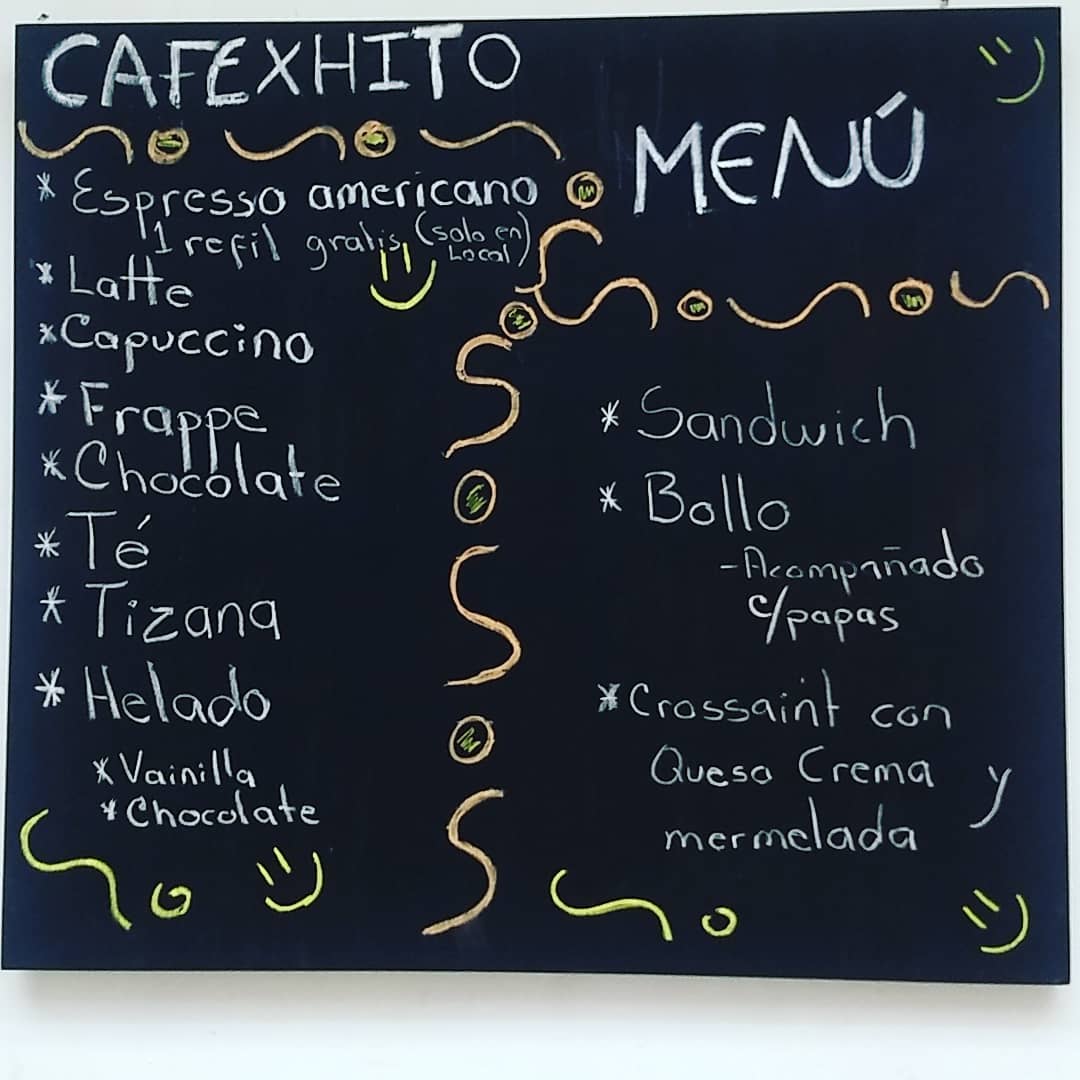 CAFEXHITO
* Espresso americano
1 refil gratis (solo en Local)
* Latte
* Capuccino
* Frappe
* Chocolate
* Té
* Tizana
* Helado
* Vainilla
* Chocolate
MENÚ
* Sandwich
* Bollo
- Acompañado
c/papas
* Crossaint con
Queso Crema y
mermelada